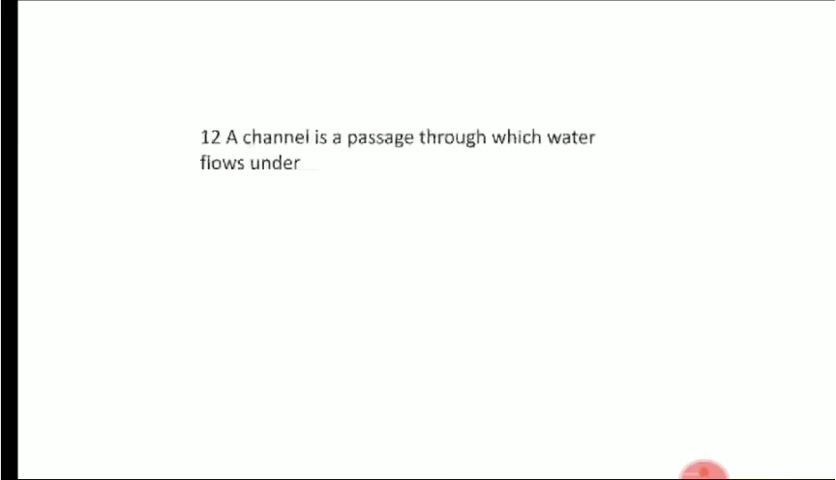 12 A channel is a passage through which water
flows under